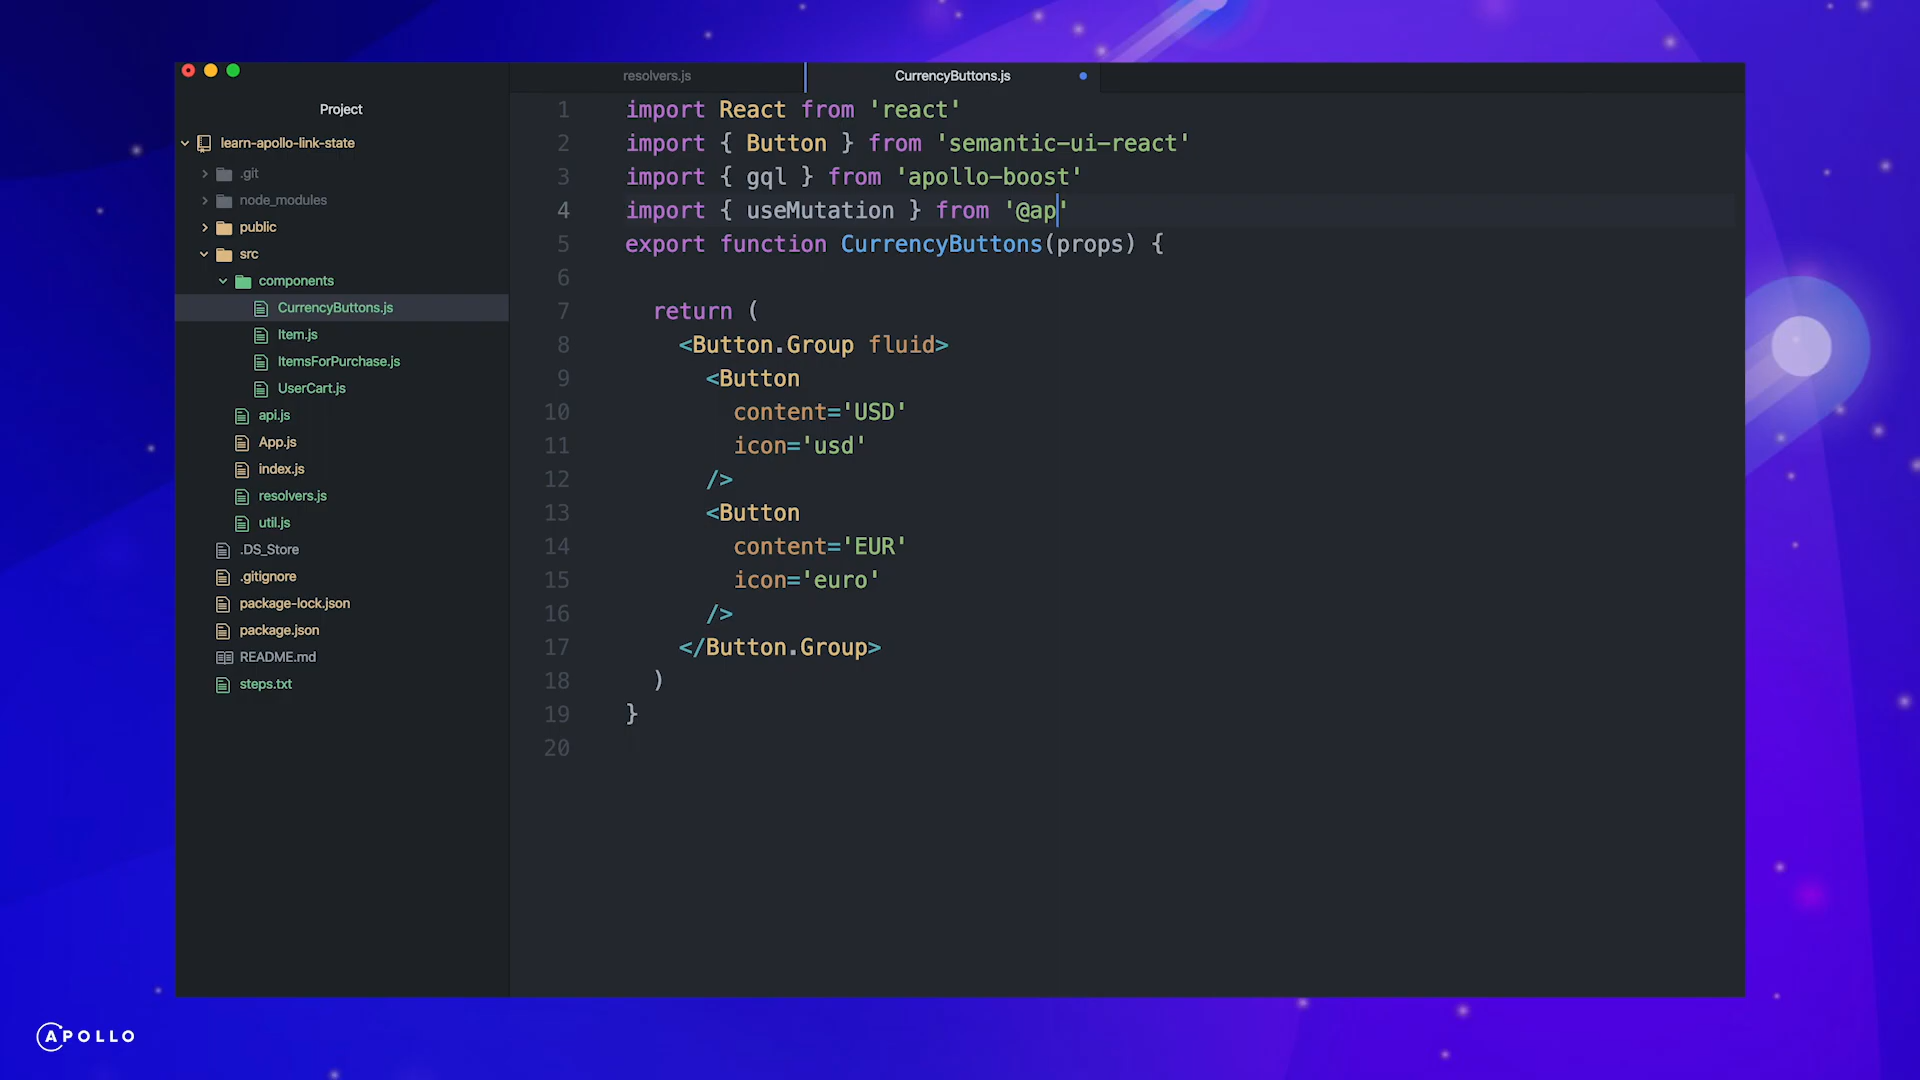 resolvers.js
CurrencyButtons.js
Project
learn-apollo-link-state
.git
node_modules
public
src
components
CurrencyButtons.js
Item.js
ItemsForPurchase.js
UserCart.js
api.js
App.js
index.js
resolvers.js
util.js
.DS_Store
.gitignore
package-lock.json
package.json
README.md
steps.txt
1 import React from 'react'
2 import { Button } from 'semantic-ui-react'
3 import { gql } from 'apollo-boost'
4 import { useMutation } from '@ap'
5 export function CurrencyButtons(props) {
6
7 return (
8 <Button.Group fluid>
9 <Button
10 content='USD'
11 icon='usd'
12 />
13 <Button
14 content='EUR'
15 icon='euro'
16 />
17 </Button.Group>
18 )
19 }
20
APOLLO